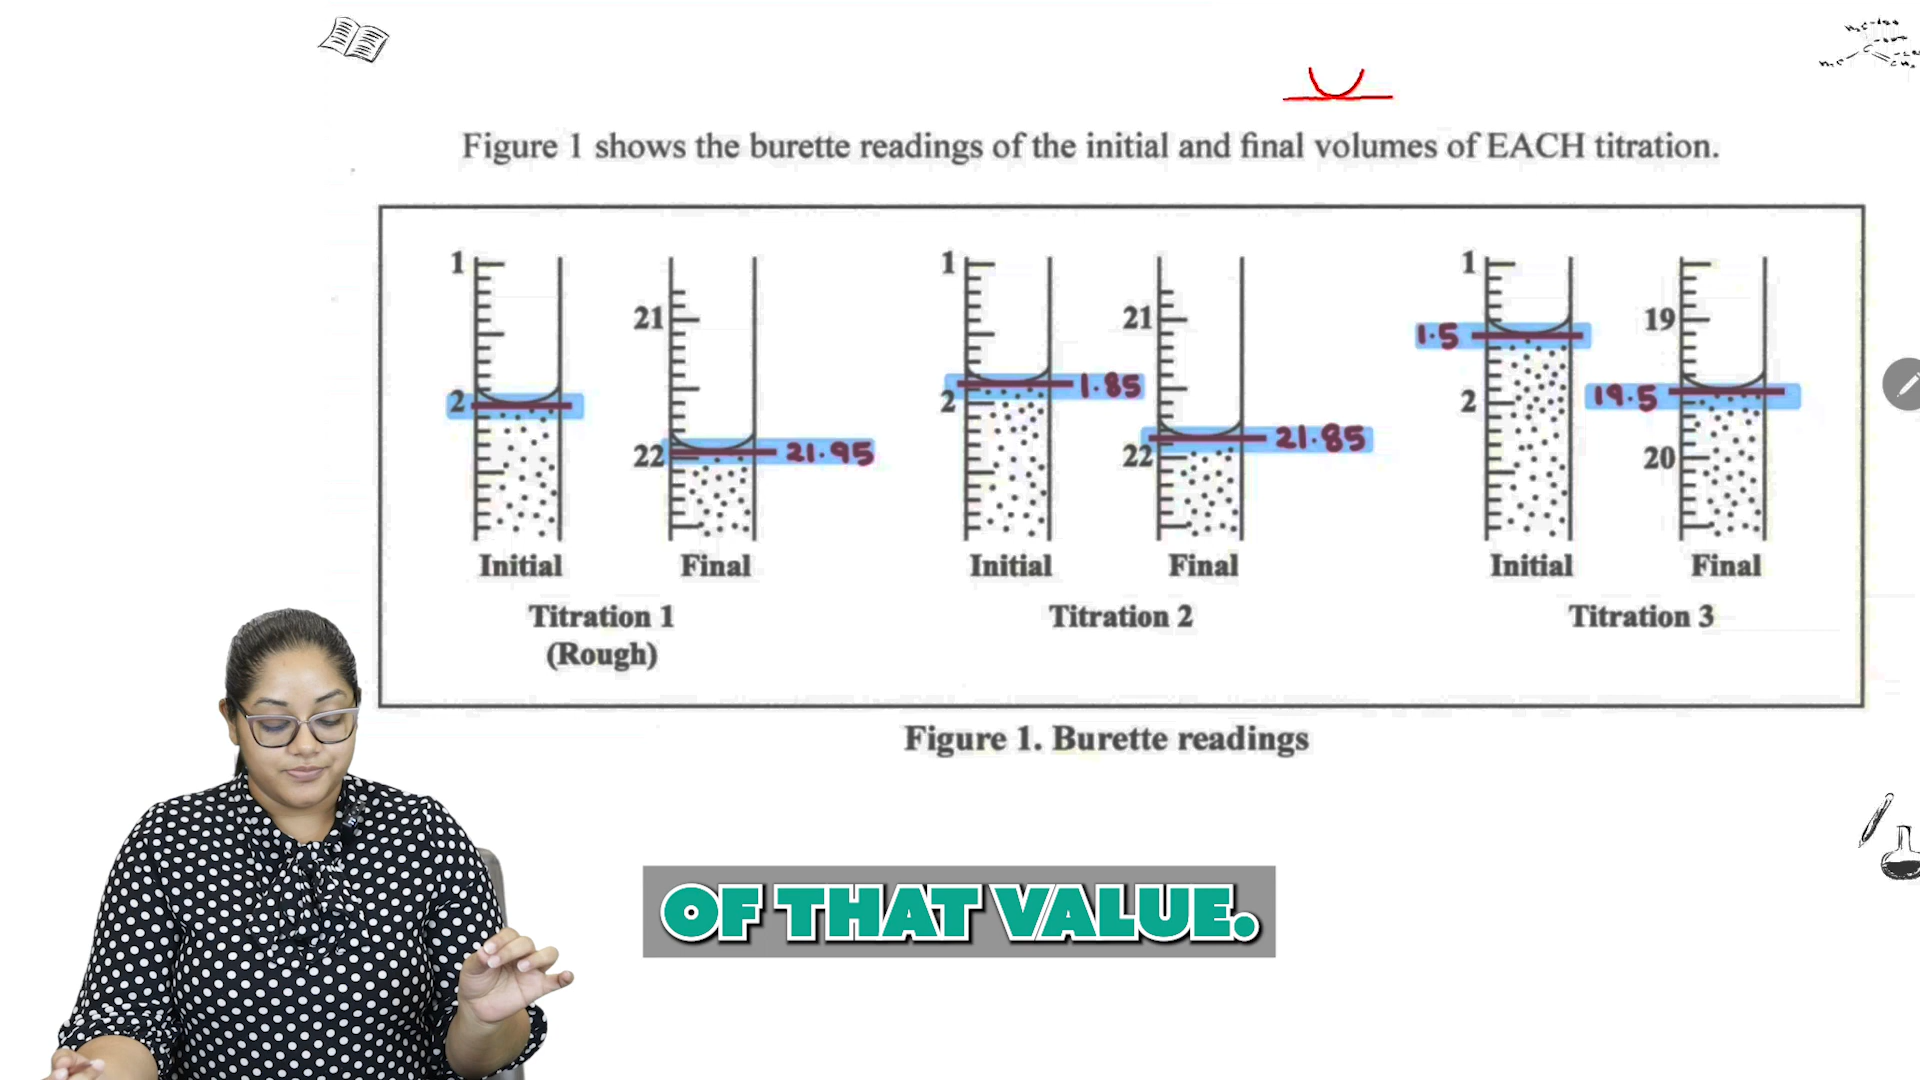 Figure 1 shows the burette readings of the initial and final volumes of EACH titration.
1
21
1
21
1
19
1.5
2
2
1.85
2
19.5
22
21.95
22
21.85
20
Initial
Final
Initial
Final
Initial
Final
Titration 1
Titration 2
Titration 3
(Rough)
Figure 1. Burette readings
OF THAT VALUE.